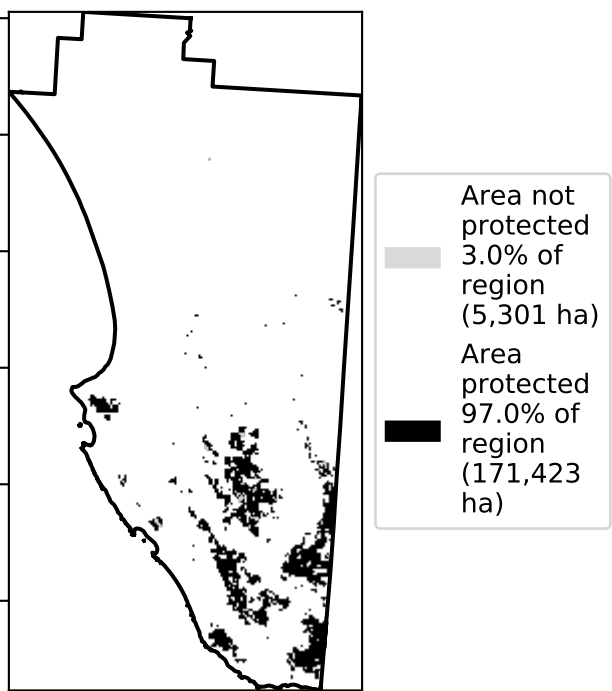 Area not
protected
3.0% of
region
(5,301 ha)
Area
protected
97.0% of
region
(171,423
ha)